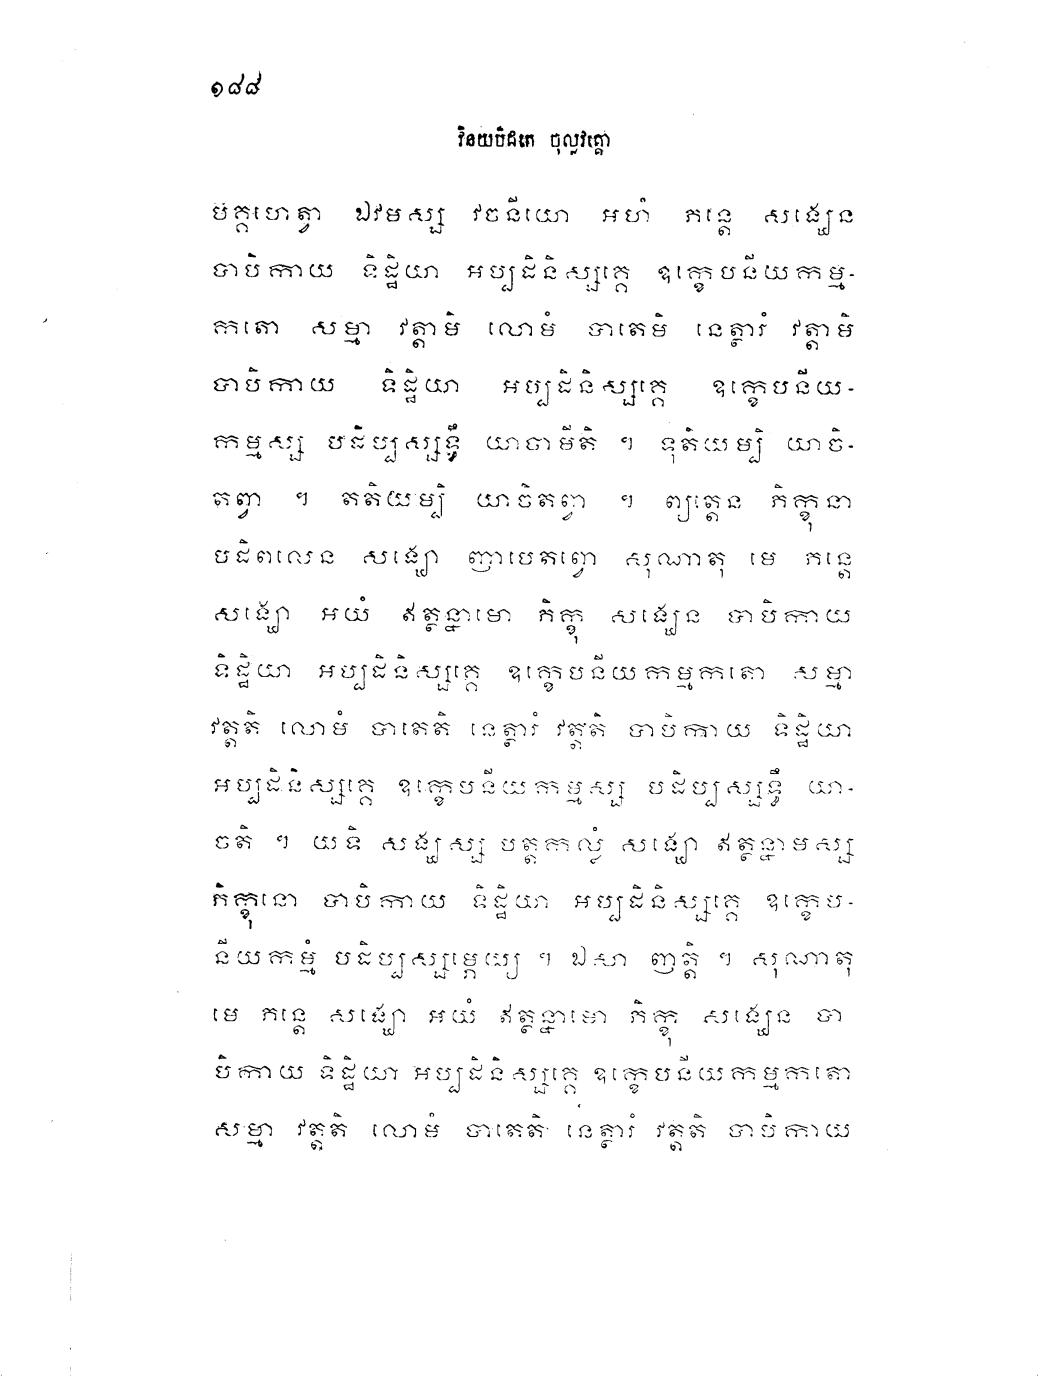 ១៨៨
វិនយបិដកេ ចុល្លវគ្គោ
បគ្គហេត្វា ឯវមស្ស វចនីយោ អហំ ភន្តេ សង្ឃេន
បាបិកាយ ទិដ្ឋិយា អប្បដិនិស្សគ្គេ ឧក្ខេបនីយកម្ម-
កតោ សម្មា វត្តាមិ លោមំ បាតេមិ នេត្ថារំ វត្តាមិ
បាបិកាយ ទិដ្ឋិយា អប្បដិនិស្សគ្គេ ឧក្ខេបនីយ-
កម្មស្ស បដិប្បស្សទ្ធឹ យាចាមីតិ ។ ទុតិយម្បិ យាចិ-
តព្វា ។ តតិយម្បិ យាចិតព្វា ។ ព្យត្តេន ភិក្ខុនា
បដិពលេន សង្ឃោ ញាបេតព្វោ សុណាតុ មេ ភន្តេ
សង្ឃោ អយំ ឥត្ថន្នាមោ ភិក្ខុ សង្ឃេន បាបិកាយ
ទិដ្ឋិយា អប្បដិនិស្សគ្គេ ឧក្ខេបនីយកម្មកតោ សម្មា
វត្តតិ លោមំ បាតេតិ នេត្ថារំ វត្តតិ បាបិកាយ ទិដ្ឋិយា
អប្បដិនិស្សគ្គេ ឧក្ខេបនីយកម្មស្ស បដិប្បស្សទ្ធឹ យា-
ចតិ ។ យទិ សង្ឃស្ស បត្តកាល្លំ សង្ឃោ ឥត្ថន្នាមស្ស
ភិក្ខុនោ បាបិកាយ ទិដ្ឋិយា អប្បដិនិស្សគ្គេ ឧក្ខេប-
នីយកម្មំ បដិប្បស្សម្ភេយ្យ ។ ឯសា ញត្តិ ។ សុណាតុ
មេ ភន្តេ សង្ឃោ អយំ ឥត្ថន្នាមោ ភិក្ខុ សង្ឃេន បា
បិកាយ ទិដ្ឋិយា អប្បដិនិស្សគ្គេ ឧក្ខេបនីយកម្មកតោ
សម្មា វត្តតិ លោមំ បាតេតិ នេត្ថារំ វត្តតិ បាបិកាយ